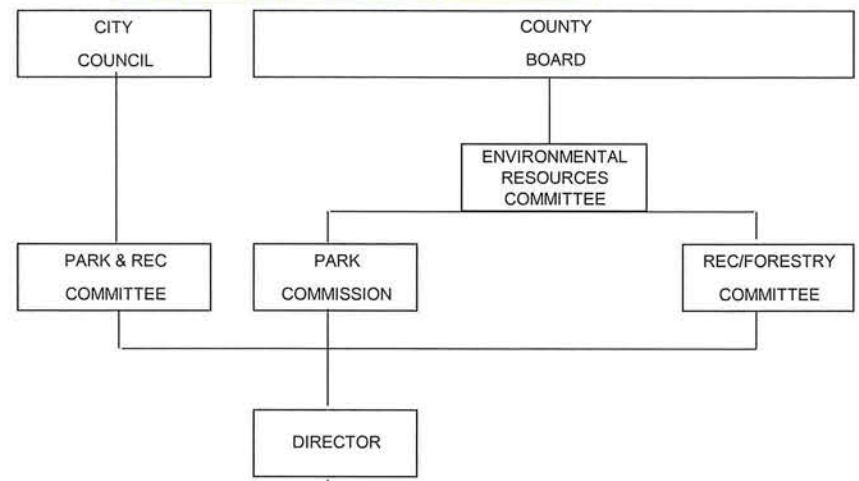 CITY
COUNCIL
COUNTY
BOARD
ENVIRONMENTAL
RESOURCES
COMMITTEE
PARK & REC
COMMITTEE
PARK
COMMISSION
REC/FORESTRY
COMMITTEE
DIRECTOR